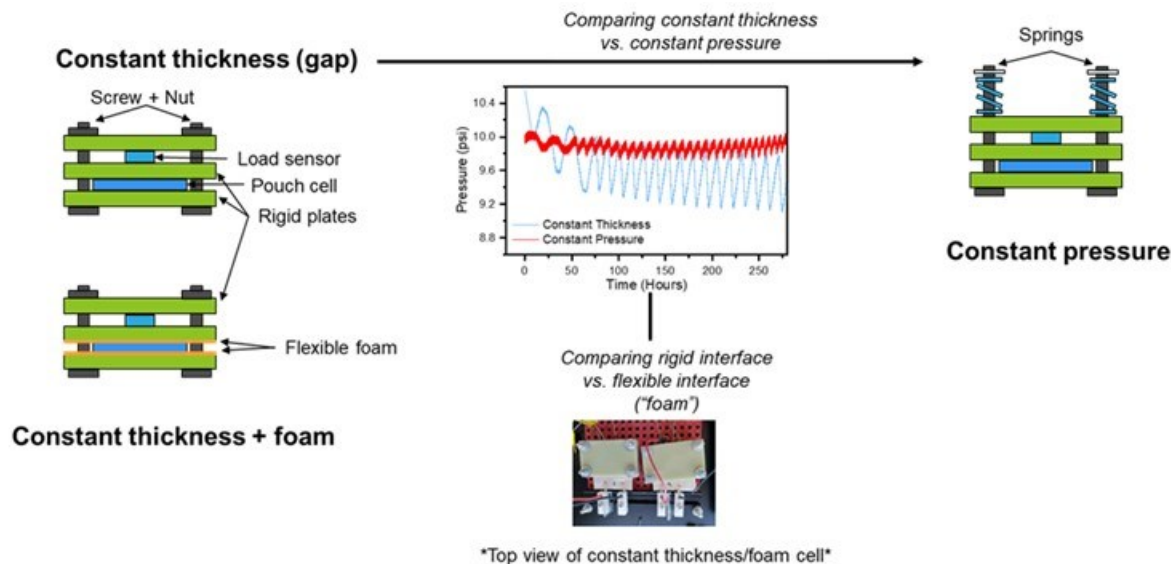 Comparing constant thickness
vs. constant pressure
Constant thickness (gap)
Screw + Nut
Load sensor
Pouch cell
Rigid plates
Flexible foam
Constant thickness + foam
10.4
10.0
9.6
9.2
8.8
Pressure (psi)
Constant Thickness
Constant Pressure
0
50
100
150
200
250
Time (Hours)
Springs
Constant pressure
Comparing rigid interface
vs. flexible interface
("foam")
*Top view of constant thickness/foam cell*